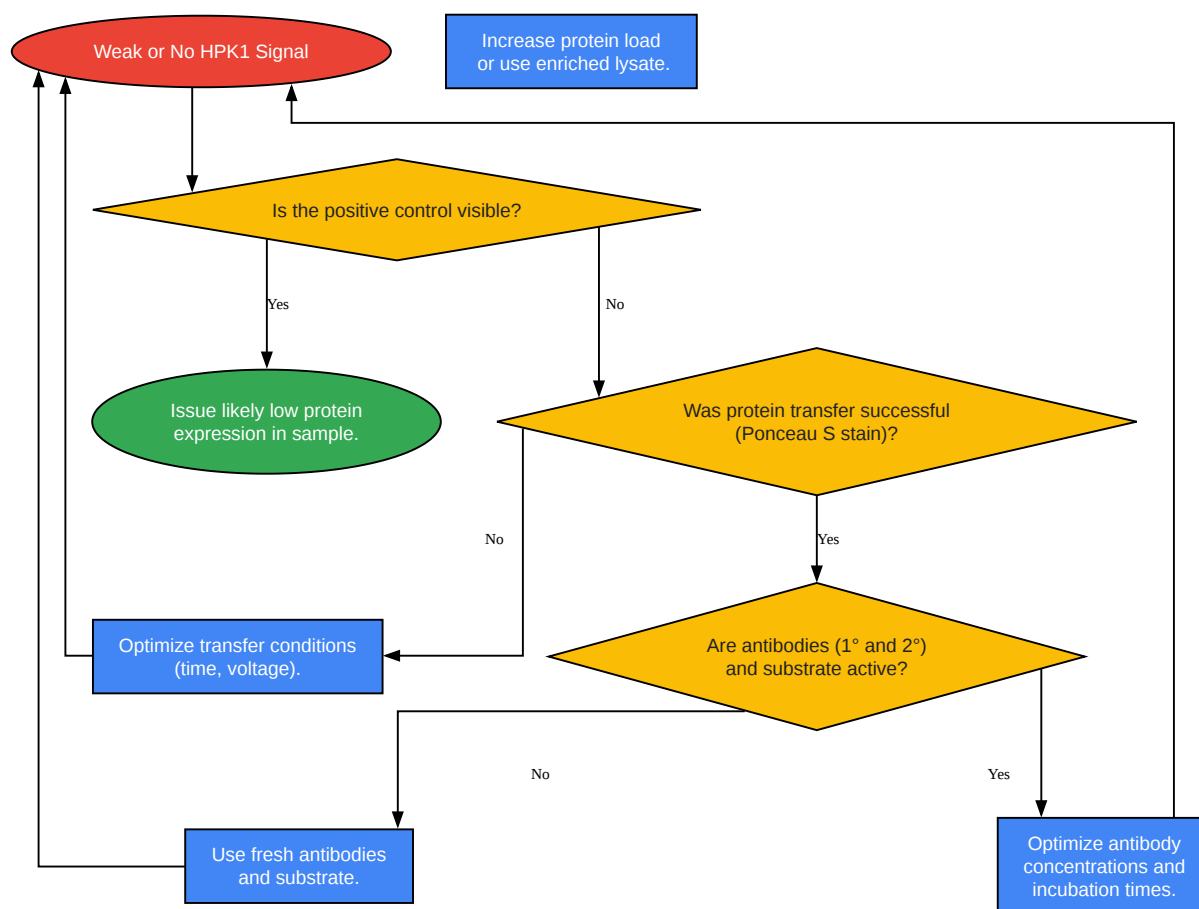 Weak or No HPK1 Signal
Increase protein load
or use enriched lysate.
Is the positive control visible?
Yes
No
Issue likely low protein
expression in sample.
Was protein transfer successful
(Ponceau S stain)?
No
Yes
Optimize transfer conditions
(time, voltage).
Are antibodies (1° and 2°)
and substrate active?
No
Yes
Use fresh antibodies
and substrate.
Optimize antibody
concentrations and
incubation times.